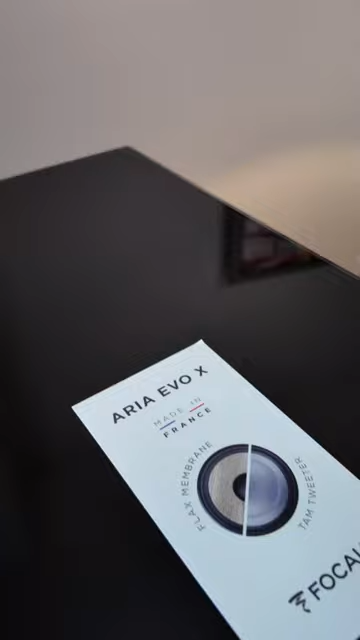 ARIA EVO X
MADE IN
FRANCE
FLAX MEMBRANE
TAM TWEETER
FOCAL